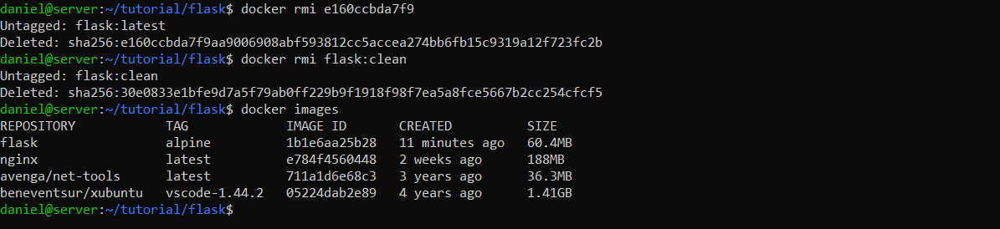 daniel@server:~/tutorial/flask$ docker rmi e160ccbda7f9
Untagged: flask:latest
Deleted: sha256:e160ccbda7f9aa9006908abf593812cc5accea274bb6fb15c9319a12f723fc2b
daniel@server:~/tutorial/flask$ docker rmi flask:clean
Untagged: flask:clean
Deleted: sha256:30e0833e1bfe9d7a5f79ab0ff229b9f1918f98f7ea5a8fce5667b2cc254cfcf5
daniel@server:~/tutorial/flask$ docker images
REPOSITORY            TAG             IMAGE ID       CREATED          SIZE
flask                 alpine          1b1e6aa25b28   11 minutes ago   60.4MB
nginx                 latest          e784f4560448   2 weeks ago      188MB
avenga/net-tools      latest          711a1d6e68c3   3 years ago      36.3MB
beneventsur/xubuntu   vscode-1.44.2   05224dab2e89   4 years ago      1.41GB
daniel@server:~/tutorial/flask$